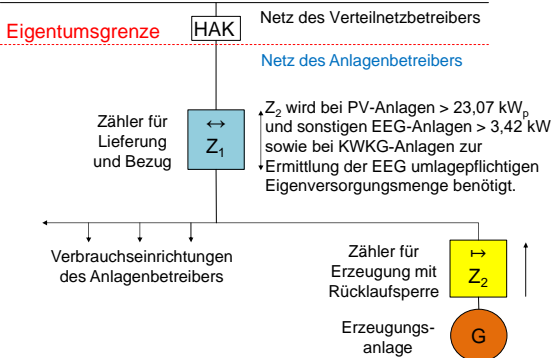 Netz des Verteilnetzbetreibers
Eigentumsgrenze
HAK
Netz des Anlagenbetreibers
Zähler für
Lieferung
und Bezug
↔
Z₁
Z₂ wird bei PV-Anlagen > 23,07 kWₚ
und sonstigen EEG-Anlagen > 3,42 kW
sowie bei KWKG-Anlagen zur
Ermittlung der EEG umlagepflichtigen
Eigenversorgungsmenge benötigt.
Verbrauchseinrichtungen
des Anlagenbetreibers
Zähler für
Erzeugung mit
Rücklaufsperre
↦
Z₂
Erzeugungs-
anlage
G